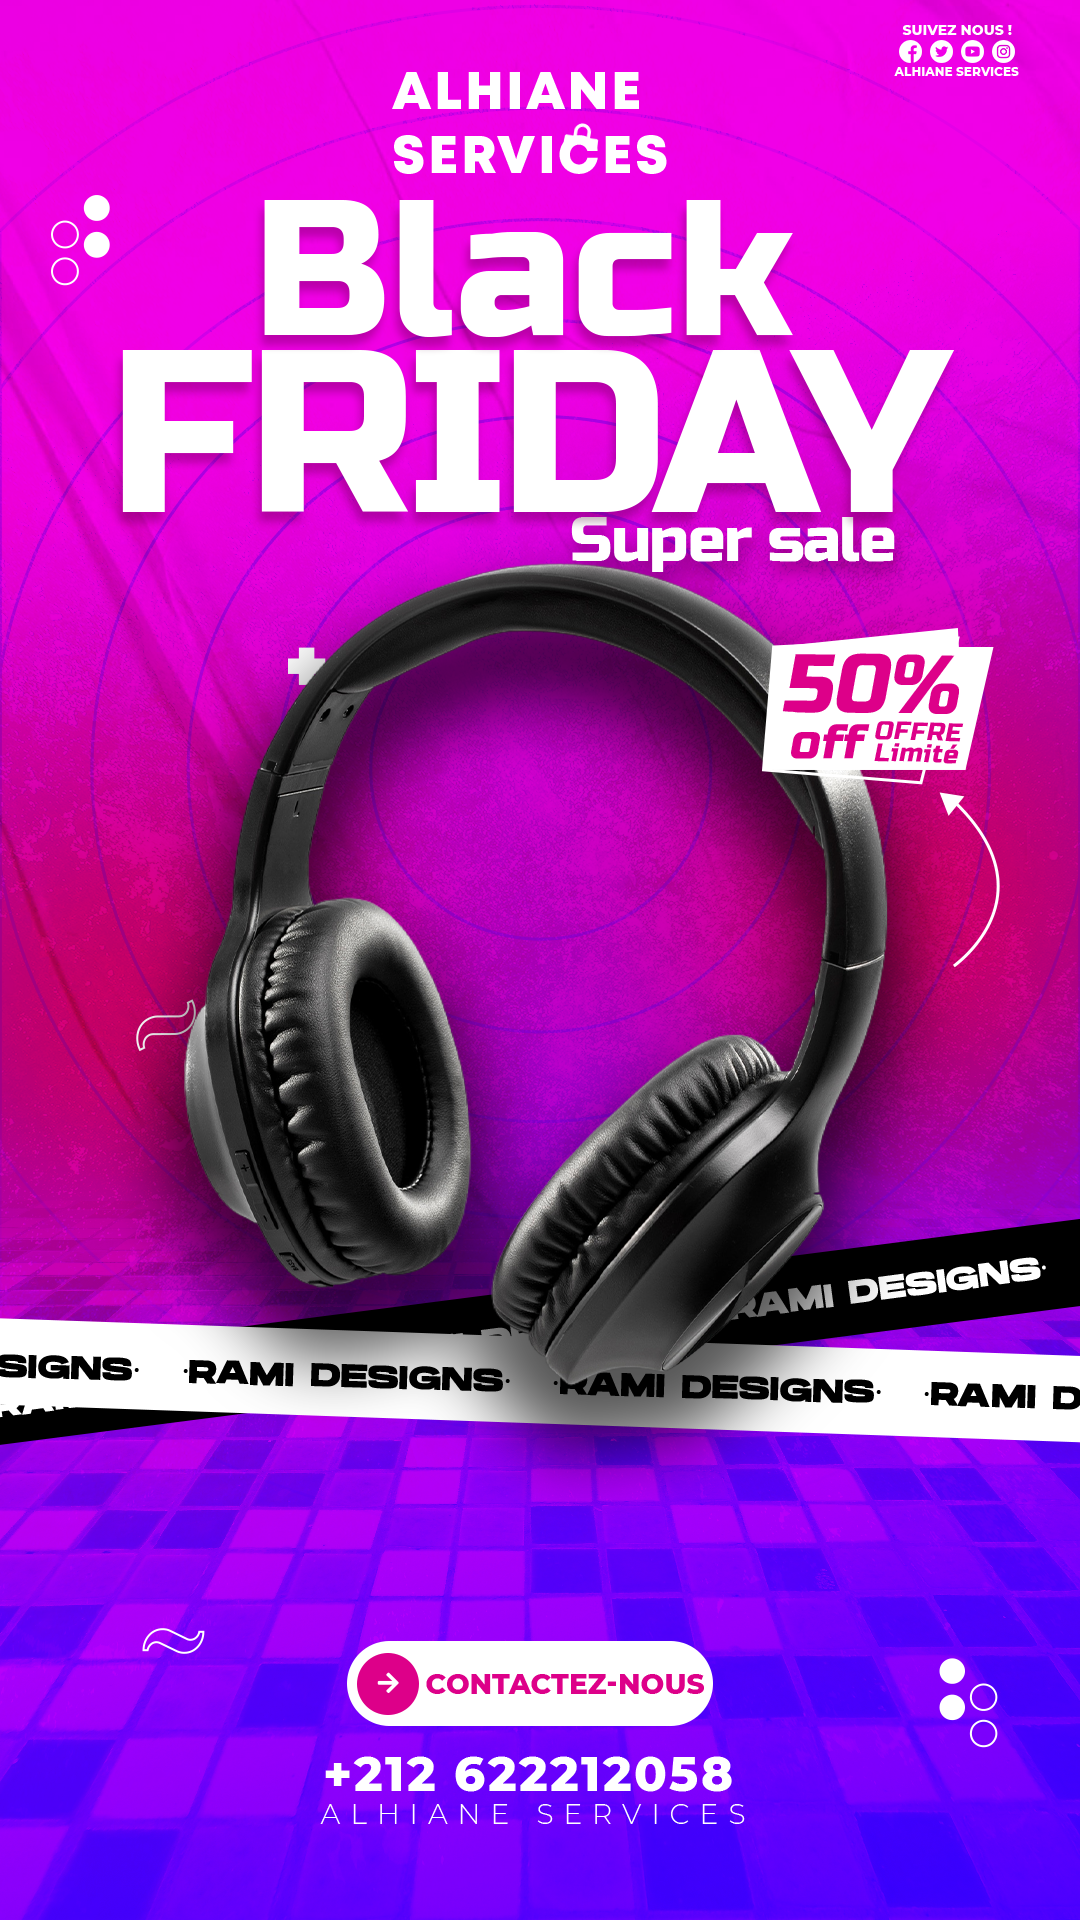 SUIVEZ NOUS !
ALHIANE SERVICES
ALHIANE
SERVICES
Black
FRIDAY
Super sale
50%
off OFFRE
Limité
RAMI DESIGNS·
SIGNS· ·RAMI DESIGNS· ·RAMI DESIGNS· ·RAMI D
CONTACTEZ-NOUS
+212 622212058
ALHIANE SERVICES